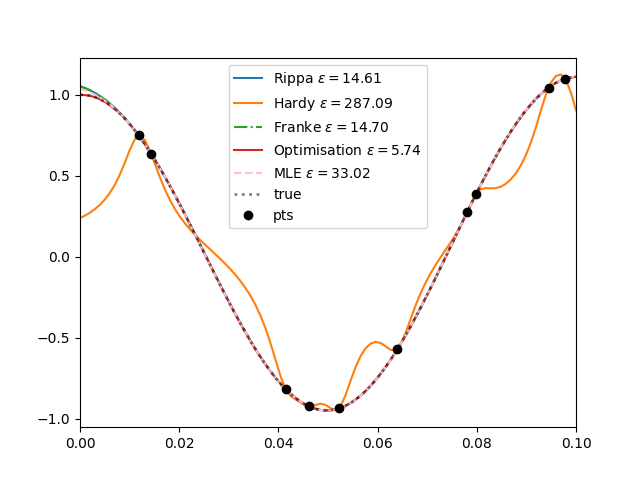 1.0
0.5
0.0
−0.5
−1.0
Rippa ε = 14.61
Hardy ε = 287.09
Franke ε = 14.70
Optimisation ε = 5.74
MLE ε = 33.02
true
pts
0.00 0.02 0.04 0.06 0.08 0.10